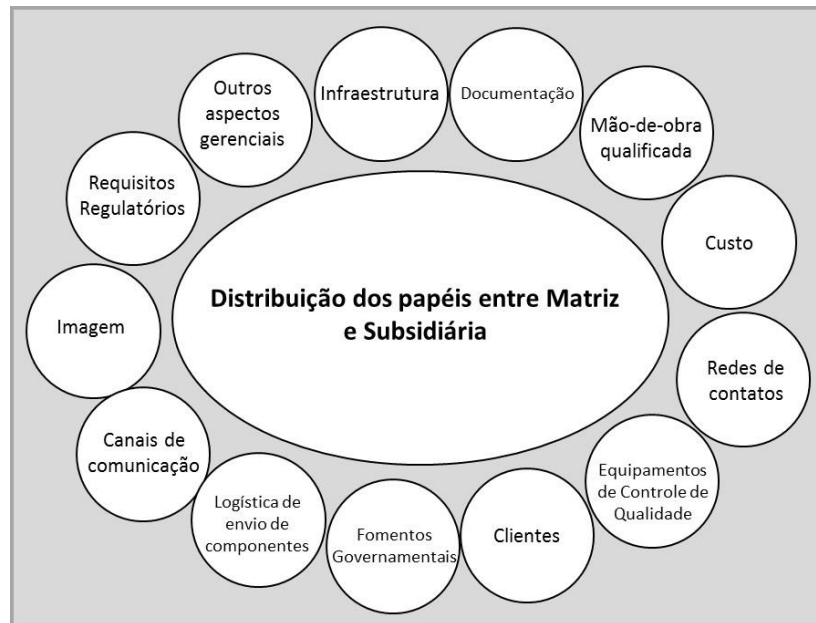 Outros
aspectos
gerenciais
Infraestrutura
Documentação
Mão-de-obra
qualificada
Requisitos
Regulatórios
Custo
Distribuição dos papéis entre Matriz
e Subsidiária
Imagem
Redes de
contatos
Canais de
comunicação
Equipamentos
de Controle de
Qualidade
Logística de
envio de
componentes
Fomentos
Governamentais
Clientes